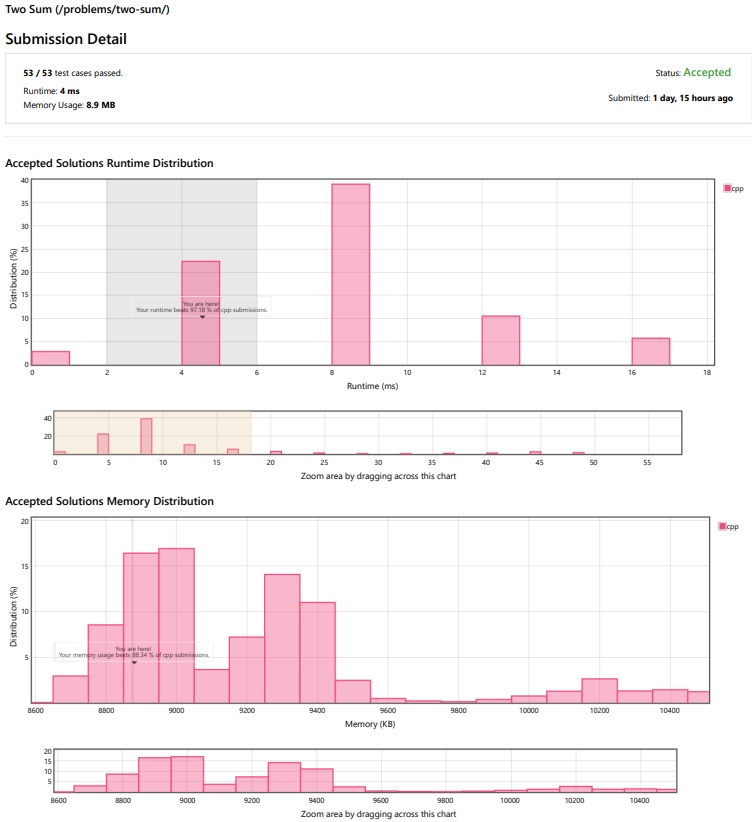 Two Sum (/problems/two-sum/)
Submission Detail
53 / 53 test cases passed.
Status: Accepted
Runtime: 4 ms
Memory Usage: 8.9 MB
Submitted: 1 day, 15 hours ago
Accepted Solutions Runtime Distribution
cpp
Distribution (%)
40
35
30
25
20
15
10
5
0
You are here!
Your runtime beats 97.18 % of cpp submissions.
0 2 4 6 8 10 12 14 16 18
Runtime (ms)
40
20
0 5 10 15 20 25 30 35 40 45 50 55
Zoom area by dragging across this chart
Accepted Solutions Memory Distribution
cpp
Distribution (%)
20
15
10
5
You are here!
Your memory usage beats 88.34 % of cpp submissions.
8600 8800 9000 9200 9400 9600 9800 10000 10200 10400
Memory (KB)
20
15
10
5
8600 8800 9000 9200 9400 9600 9800 10000 10200 10400
Zoom area by dragging across this chart